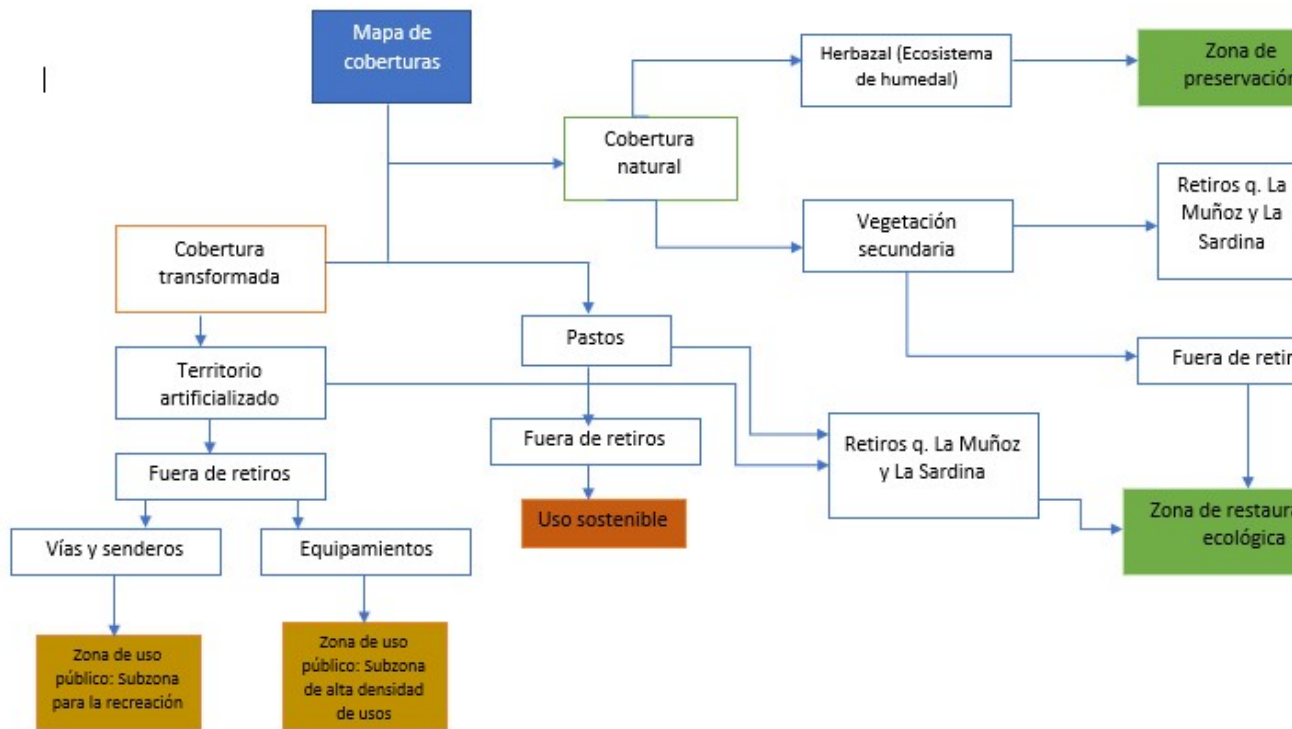 Mapa de
coberturas
Herbazal (Ecosistema
de humedal)
Zona de
preservación
Cobertura
natural
Retiros q. La
Muñoz y La
Sardina
Vegetación
secundaria
Cobertura
transformada
Pastos
Fuera de
Territorio
artificializado
Fuera de retiros
Retiros q. La Muñoz
y La Sardina
Fuera de retiros
Uso sostenible
Zona de
ecológica
Vías y senderos
Equipamientos
Zona de uso
público: Subzona
para la recreación
Zona de uso
público: Subzona
de alta densidad
de usos